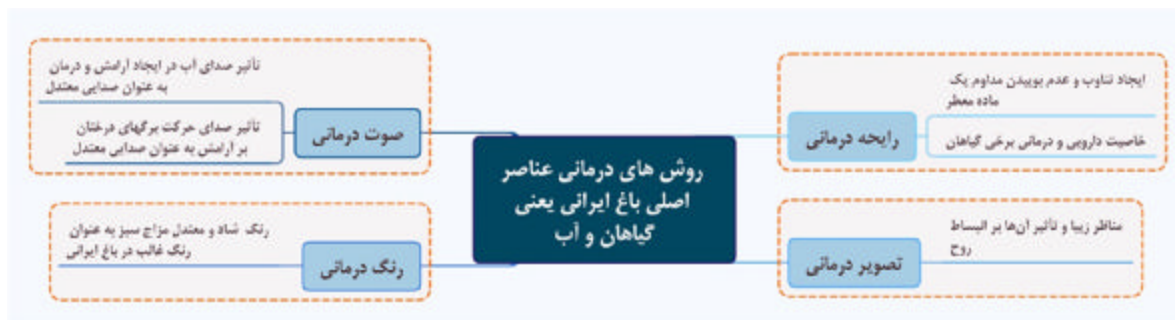 روش های درمانی عناصر
اصلی باغ ایرانی یعنی
گیاهان و آب
رایحه درمانی
ایجاد تناوب و عدم بوییدن مداوم یک
ماده معطر
خاصیت دارویی و درمانی برخی گیاهان
تصویر درمانی
مناظر زیبا و تأثیر آن‌ها بر انبساط
روح
صوت درمانی
تأثیر صدای آب در ایجاد آرامش و درمان
به عنوان صدایی معتدل
تأثیر صدای حرکت برگهای درختان
بر آرامش به عنوان صدایی معتدل
رنگ درمانی
رنگ شاد و معتدل مزاج سبز به عنوان
رنگ غالب در باغ ایرانی